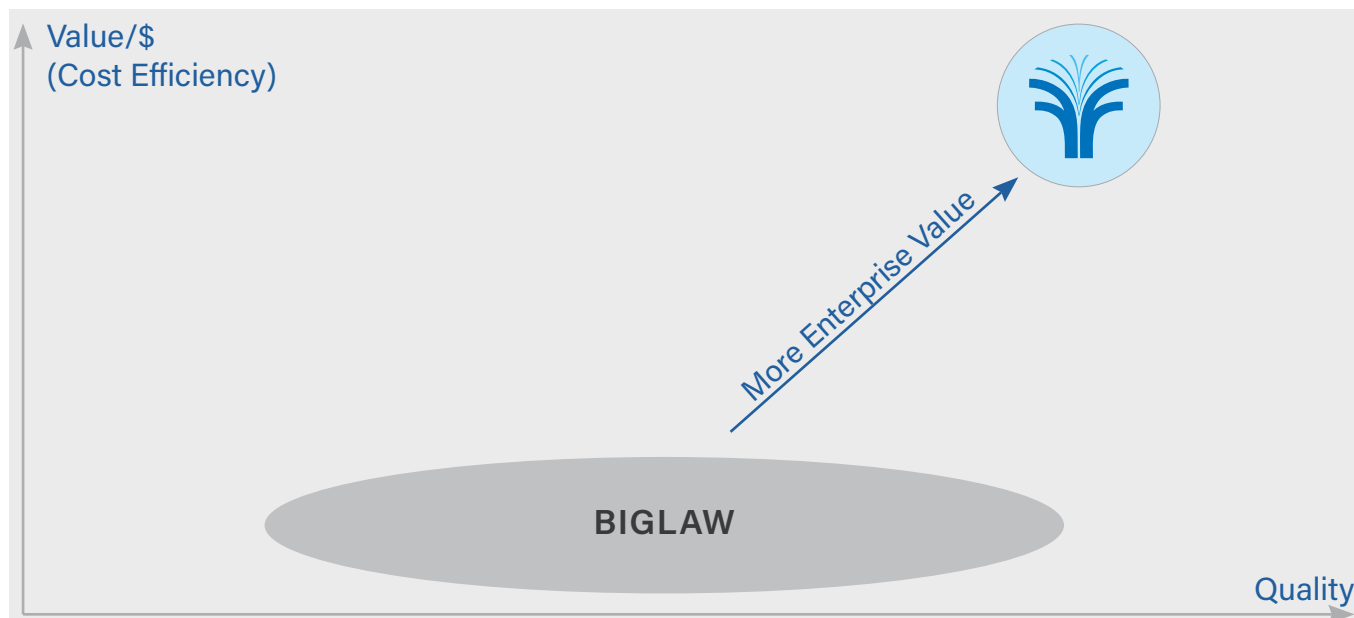 Value/$
(Cost Efficiency)
More Enterprise Value
BIGLAW
Quality